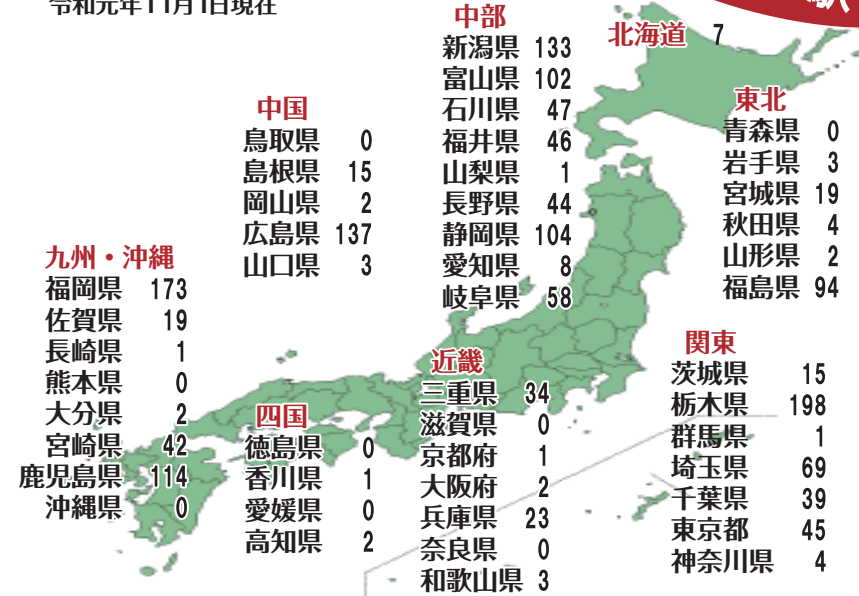 令和元年11月1日現在
駅
中部
新潟県 133
富山県 102
石川県 47
福井県 46
山梨県 1
長野県 44
静岡県 104
愛知県 8
岐阜県 58
北海道 7
東北
青森県 0
岩手県 3
宮城県 19
秋田県 4
山形県 2
福島県 94
中国
鳥取県 0
島根県 15
岡山県 2
広島県 137
山口県 3
九州・沖縄
福岡県 173
佐賀県 19
長崎県 1
熊本県 0
大分県 2
宮崎県 42
鹿児島県 114
沖縄県 0
四国
徳島県 0
香川県 1
愛媛県 0
高知県 2
近畿
三重県 34
滋賀県 0
京都府 1
大阪府 2
兵庫県 23
奈良県 0
和歌山県 3
関東
茨城県 15
栃木県 198
群馬県 1
埼玉県 69
千葉県 39
東京都 45
神奈川県 4